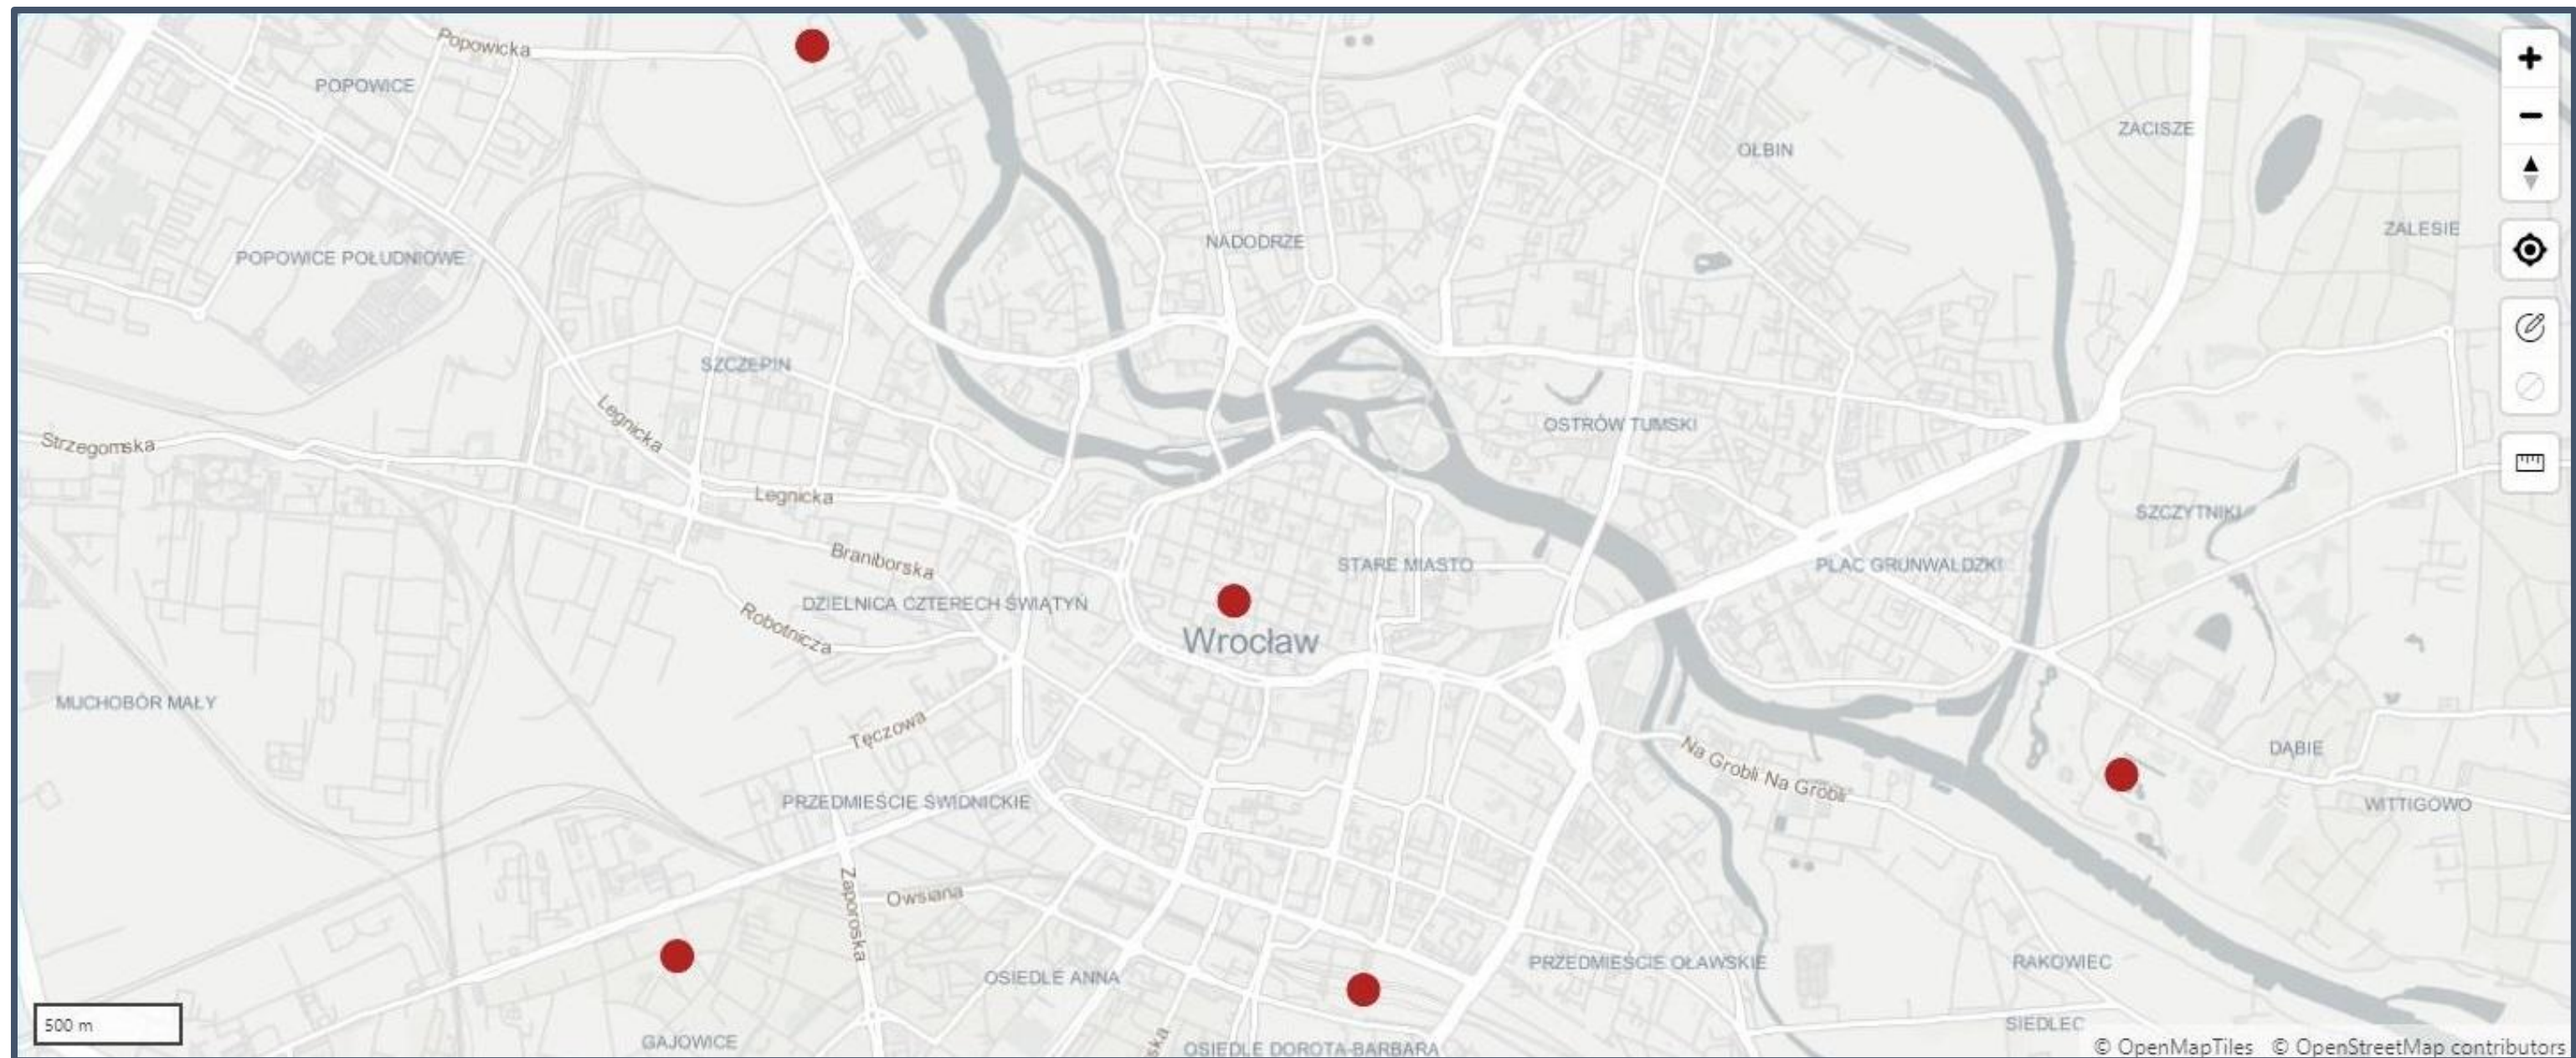 Popowicka
POPOWICE
ZACISZE
OŁBIN
ZALESIE
NADODRZE
POPOWICE POŁUDNIOWE
SZCZEPIN
Legnicka
OSTRÓW TUMSKI
Strzegomska
Legnicka
SZCZYTNIKI
Braniborska
STARE MIASTO
PLAC GRUNWALDZKI
DZIELNICA CZTERECH ŚWIĄTYŃ
Robotnicza
Wrocław
MUCHOBÓR MAŁY
Tęczowa
Na Grobli Na Grobli
DĄBIE
PRZEDMIEŚCIE ŚWIDNICKIE
WITTIGOWO
Zaporoska
Owsiana
PRZEDMIEŚCIE OŁAWSKIE
RAKOWIEC
OSIEDLE ANNA
500 m
SIEDLEC
GAJOWICE
ska
OSIEDLE DOROTA-BARBARA
© OpenMapTiles © OpenStreetMap contributors